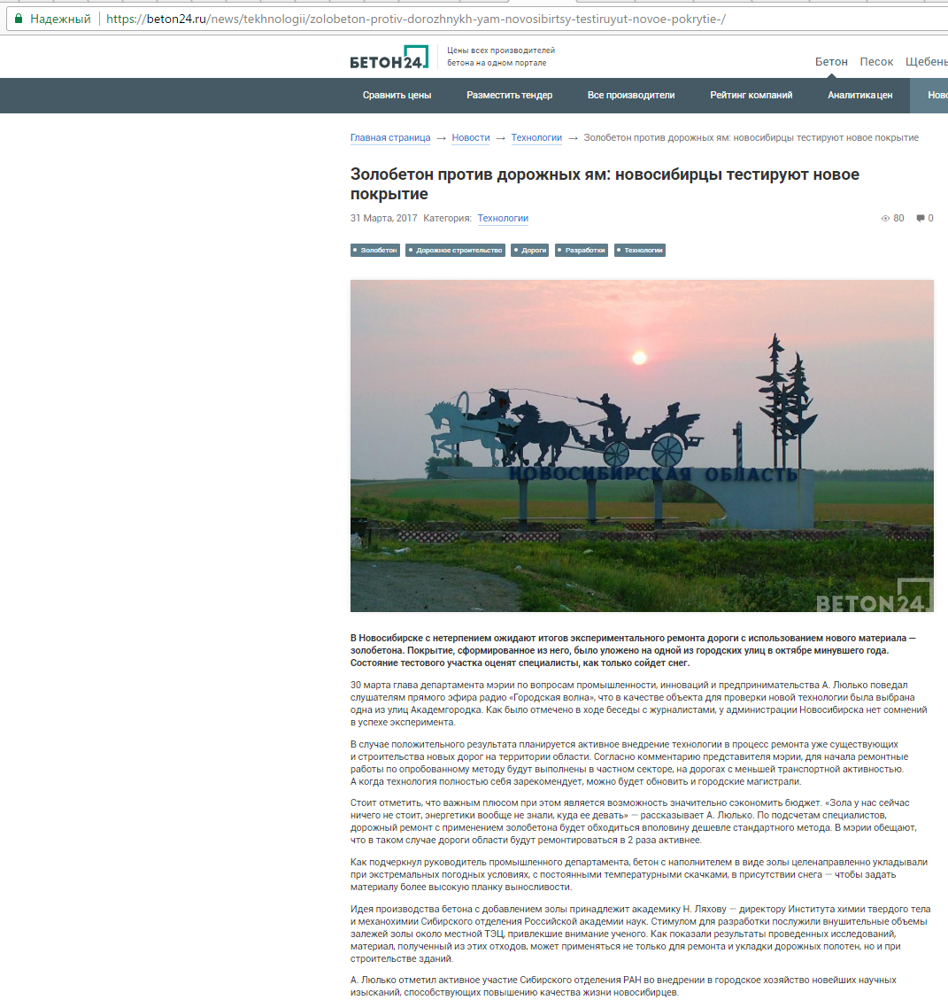 Надежный https://beton24.ru/news/tekhnologii/zolobeton-protiv-dorozhnykh-yam-novosibirtsy-testiruyut-novoe-pokrytie-/
БЕТОН24 Цены всех производителей
бетона на одном портале
Бетон Песок Щебень
Сравнить цены Разместить тендер Все производители Рейтинг компаний Аналитика цен Ново
Главная страница → Новости → Технологии → Золобетон против дорожных ям: новосибирцы тестируют новое покрытие
Золобетон против дорожных ям: новосибирцы тестируют новое
покрытие
31 Марта, 2017 Категория: Технологии 80 0
Золобетон Дорожное строительство Дороги Разработки Технологии
НОВОСИБИРСКАЯ ОБЛАСТЬ
BETON24
В Новосибирске с нетерпением ожидают итогов экспериментального ремонта дороги с использованием нового материала —
золобетона. Покрытие, сформированное из него, было уложено на одной из городских улиц в октябре минувшего года.
Состояние тестового участка оценят специалисты, как только сойдет снег.
30 марта глава департамента мэрии по вопросам промышленности, инноваций и предпринимательства А. Люлько поведал
слушателям прямого эфира радио «Городская волна», что в качестве объекта для проверки новой технологии была выбрана
одна из улиц Академгородка. Как было отмечено в ходе беседы с журналистами, у администрации Новосибирска нет сомнений
в успехе эксперимента.
В случае положительного результата планируется активное внедрение технологии в процесс ремонта уже существующих
и строительства новых дорог на территории области. Согласно комментарию представителя мэрии, для начала ремонтные
работы по опробованному методу будут выполнены в частном секторе, на дорогах с меньшей транспортной активностью.
А когда технология полностью себя зарекомендует, можно будет обновить и городские магистрали.
Стоит отметить, что важным плюсом при этом является возможность значительно сэкономить бюджет. «Зола у нас сейчас
ничего не стоит, энергетики вообще не знали, куда ее девать» — рассказывает А. Люлько. По подсчетам специалистов,
дорожный ремонт с применением золобетона будет обходиться вполовину дешевле стандартного метода. В мэрии обещают,
что в таком случае дороги области будут ремонтироваться в 2 раза активнее.
Как подчеркнул руководитель промышленного департамента, бетон с наполнителем в виде золы целенаправленно укладывали
при экстремальных погодных условиях, с постоянными температурными скачками, в присутствии снега — чтобы задать
материалу более высокую планку выносливости.
Идея производства бетона с добавлением золы принадлежит академику Н. Ляхову — директору Института химии твердого тела
и механохимии Сибирского отделения Российской академии наук. Стимулом для разработки послужили внушительные объемы
залежей золы около местной ТЭЦ, привлекшие внимание ученого. Как показали результаты проведенных исследований,
материал, полученный из этих отходов, может применяться не только для ремонта и укладки дорожных полотен, но и при
строительстве зданий.
А. Люлько отметил активное участие Сибирского отделения РАН во внедрении в городское хозяйство новейших научных
изысканий, способствующих повышению качества жизни новосибирцев.